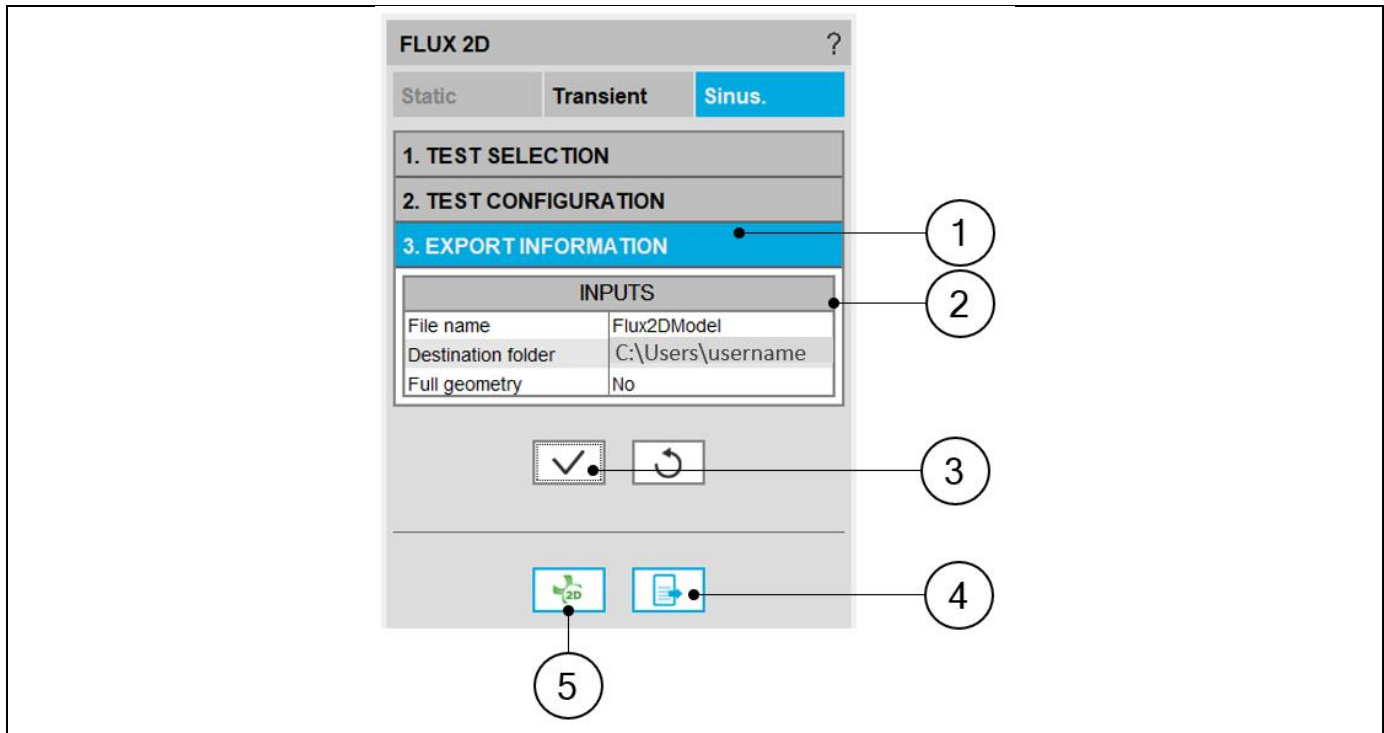 FLUX 2D ?
Static Transient Sinus.
1. TEST SELECTION
2. TEST CONFIGURATION
3. EXPORT INFORMATION
1
INPUTS
2
File name Flux2DModel
Destination folder C:\Users\username
Full geometry No
3
2D
4
5